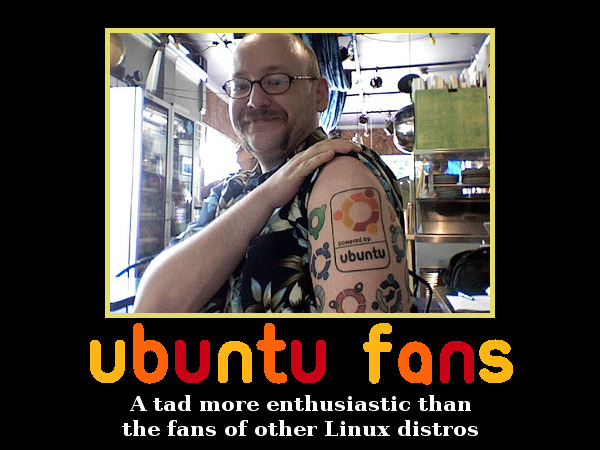 powered by
ubuntu
ubuntu fans
A tad more enthusiastic than
the fans of other Linux distros